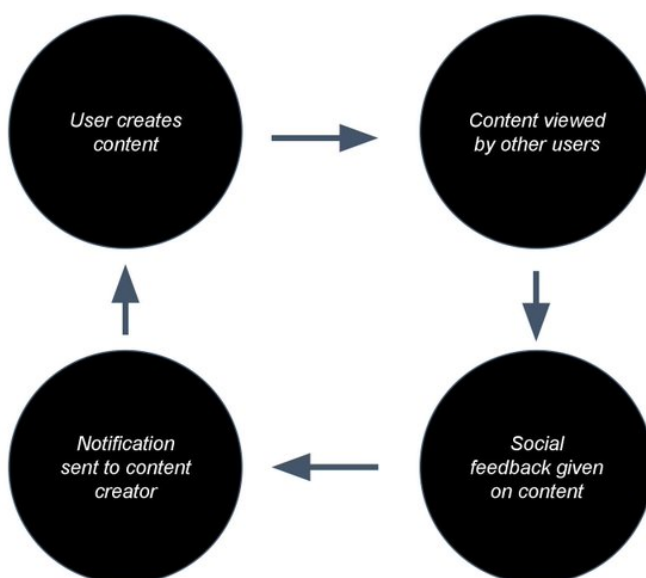 User creates
content
Content viewed
by other users
Notification
sent to content
creator
Social
feedback given
on content